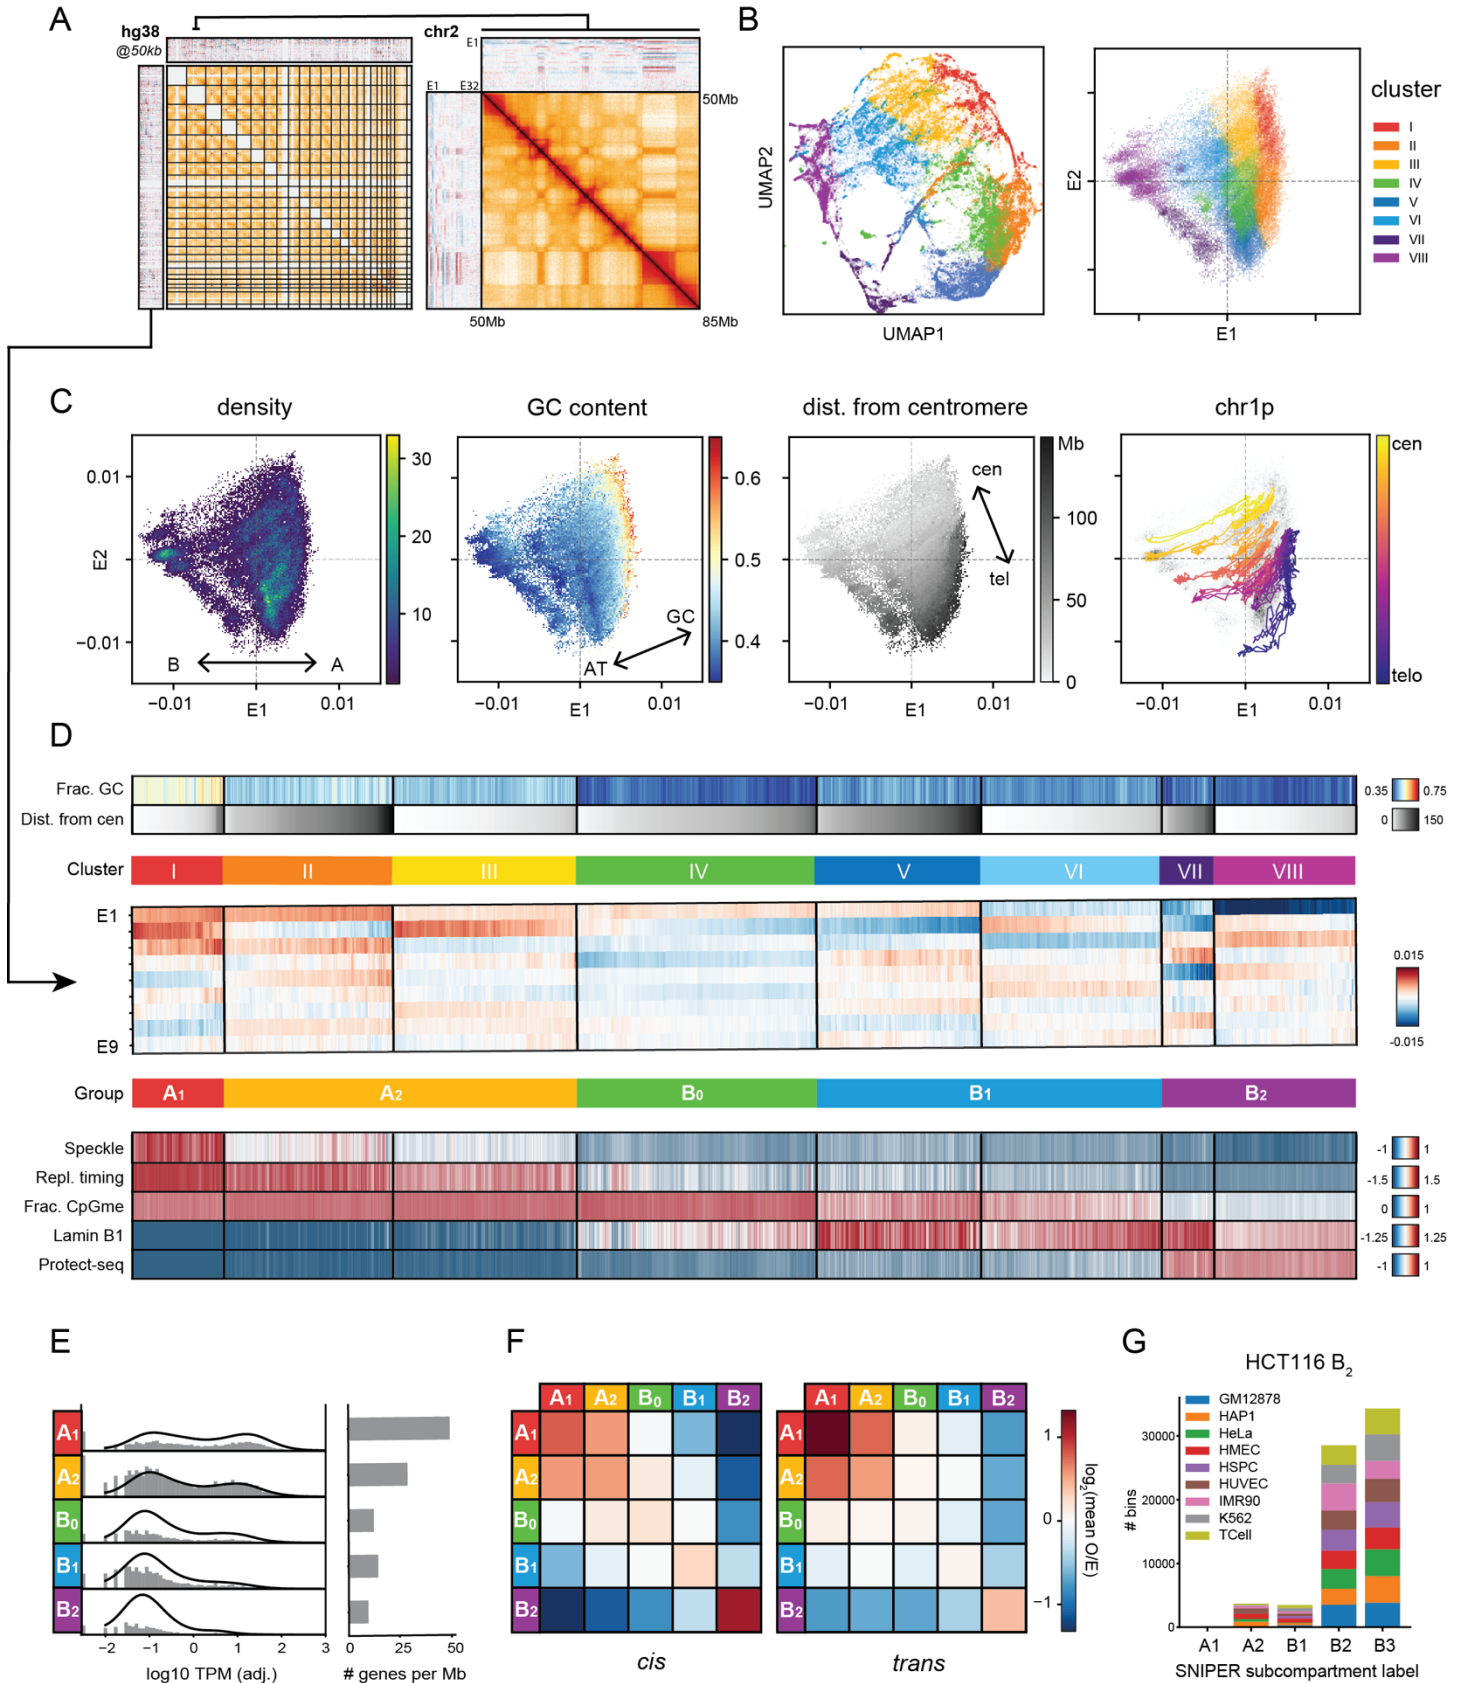 A
hg38
@50kb
chr2
E1
E1 E32
50Mb
50Mb
85Mb
B
UMAP2
UMAP1
E2
E1
cluster
I
II
III
IV
V
VI
VII
VIII
C
density
0.01
E2
−0.01
B A
−0.01 E1 0.01
30
20
10
GC content
GC
AT
−0.01 E1 0.01
0.6
0.5
0.4
dist. from centromere
cen
tel
−0.01 E1 0.01
Mb
100
50
0
chr1p
−0.01 E1 0.01
cen
telo
D
Frac. GC
0.35 0.75
Dist. from cen
0 150
Cluster I II III IV V VI VII VIII
E1
E9
0.015
-0.015
Group A1 A2 B0 B1 B2
Speckle -1 1
Repl. timing -1.5 1.5
Frac. CpGme 0 1
Lamin B1 -1.25 1.25
Protect-seq -1 1
E
A1
A2
B0
B1
B2
−2 −1 0 1 2 3
log10 TPM (adj.)
0 25 50
# genes per Mb
F
A1 A2 B0 B1 B2
A1
A2
B0
B1
B2
cis
A1 A2 B0 B1 B2
A1
A2
B0
B1
B2
trans
1
0
−1
log2(mean O/E)
G
HCT116 B2
GM12878
HAP1
HeLa
HMEC
HSPC
HUVEC
IMR90
K562
TCell
# bins
30000
20000
10000
0
A1 A2 B1 B2 B3
SNIPER subcompartment label